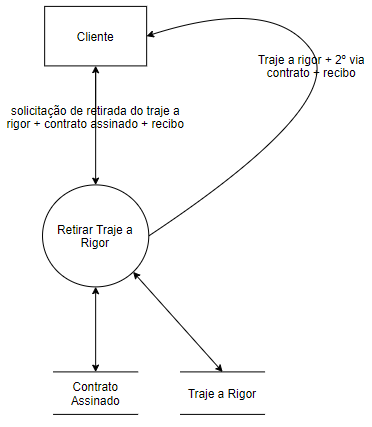 Cliente
Traje a rigor + 2º via
contrato + recibo
solicitação de retirada do traje a
rigor + contrato assinado + recibo
Retirar Traje a
Rigor
Contrato
Assinado
Traje a Rigor